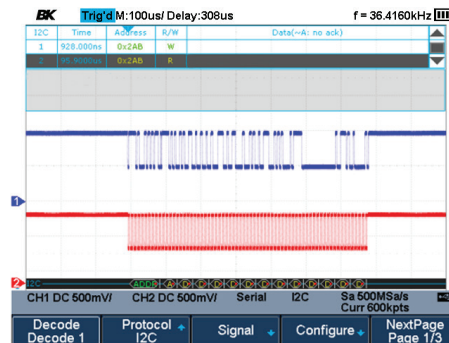 BK Trig'd M:100us/ Delay:308us f = 36.4160kHz
I2C Time Address R/W Data(~A: no ack)
1 928.000ns 0x2AB W
2 99.9080us 0x2AB R
1
2 I2C ADDR A D D D D D D D D D D D D
CH1 DC 500mV/ CH2 DC 500mV/ Serial I2C Sa 500MSa/s
Curr 600kpts
Decode Protocol Signal Configure NextPage
Decode 1 I2C Page 1/3